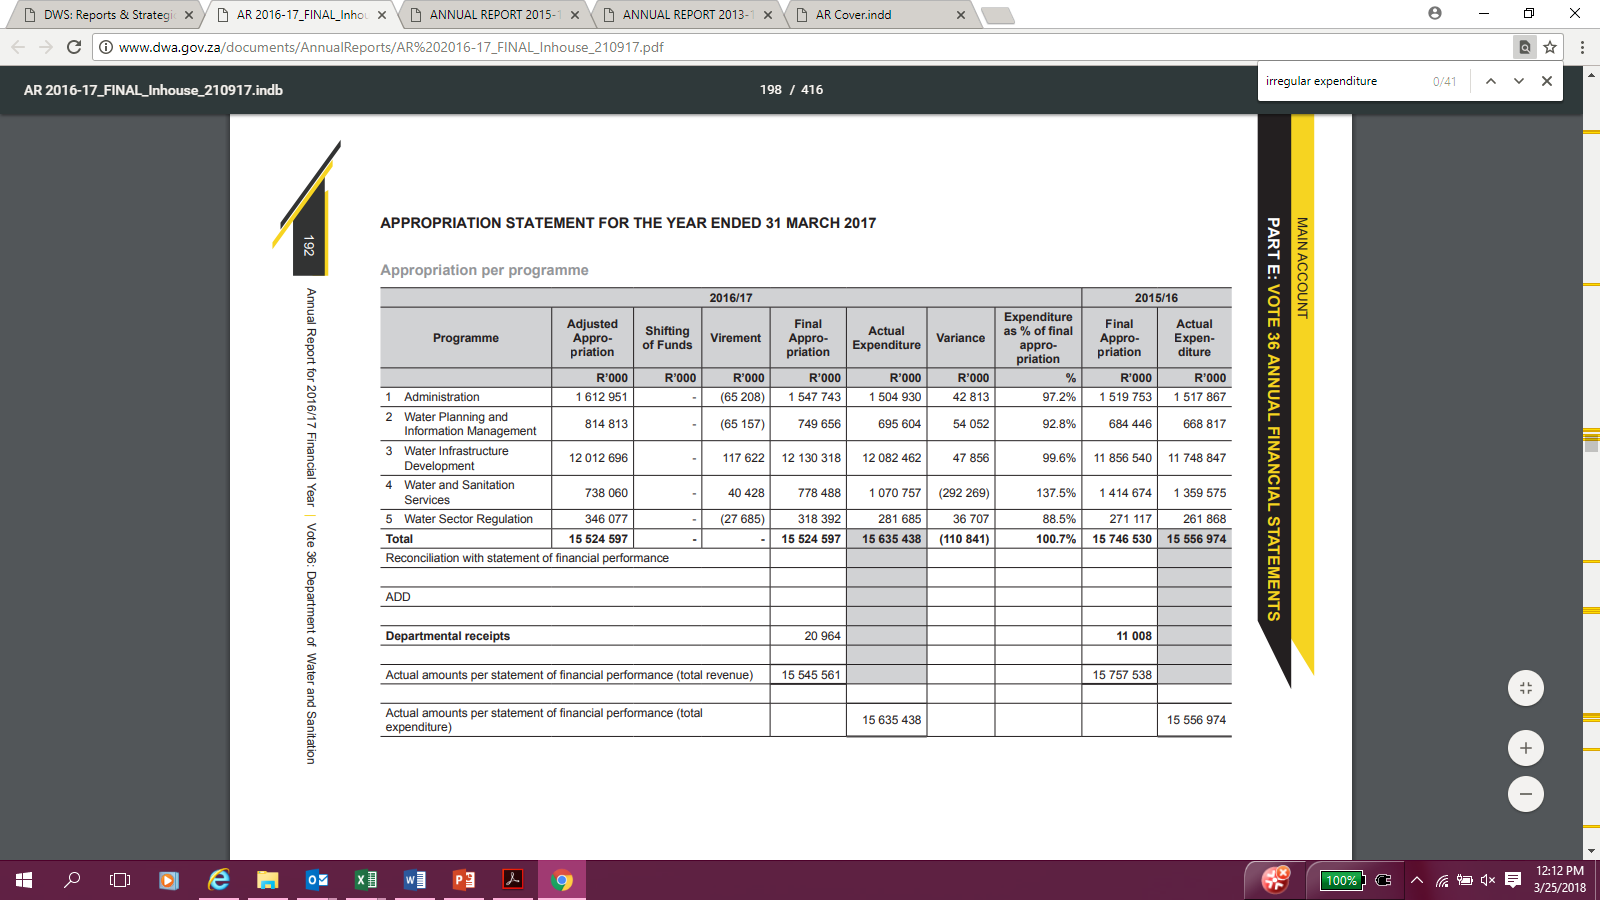 DWS: Reports & Strategi
AR 2016-17_FINAL_Inhou
ANNUAL REPORT 2015-1
ANNUAL REPORT 2013-1
AR Cover.indd
www.dwa.gov.za/documents/AnnualReports/AR%202016-17_FINAL_Inhouse_210917.pdf
irregular expenditure 0/41
AR 2016-17_FINAL_Inhouse_210917.indb
198 / 416
192
Annual Report for 2016/17 Financial Year | Vote 36: Department of Water and Sanitation
APPROPRIATION STATEMENT FOR THE YEAR ENDED 31 MARCH 2017
Appropriation per programme
2016/17 2015/16
Programme Adjusted Appro-priation Shifting of Funds Virement Final Appro-priation Actual Expenditure Variance Expenditure as % of final appro-priation Final Appro-priation Actual Expen-diture
R'000 R'000 R'000 R'000 R'000 R'000 % R'000 R'000
1 Administration 1 612 951 - (65 208) 1 547 743 1 504 930 42 813 97.2% 1 519 753 1 517 867
2 Water Planning and
Information Management 814 813 - (65 157) 749 656 695 604 54 052 92.8% 684 446 668 817
3 Water Infrastructure
Development 12 012 696 - 117 622 12 130 318 12 082 462 47 856 99.6% 11 856 540 11 748 847
4 Water and Sanitation
Services 738 060 - 40 428 778 488 1 070 757 (292 269) 137.5% 1 414 674 1 359 575
5 Water Sector Regulation 346 077 - (27 685) 318 392 281 685 36 707 88.5% 271 117 261 868
Total 15 524 597 - - 15 524 597 15 635 438 (110 841) 100.7% 15 746 530 15 556 974
Reconciliation with statement of financial performance
ADD
Departmental receipts 20 964 11 008
Actual amounts per statement of financial performance (total revenue) 15 545 561 15 757 538
Actual amounts per statement of financial performance (total
expenditure) 15 635 438 15 556 974
MAIN ACCOUNT
PART E: VOTE 36 ANNUAL FINANCIAL STATEMENTS
100%
12:12 PM
3/25/2018